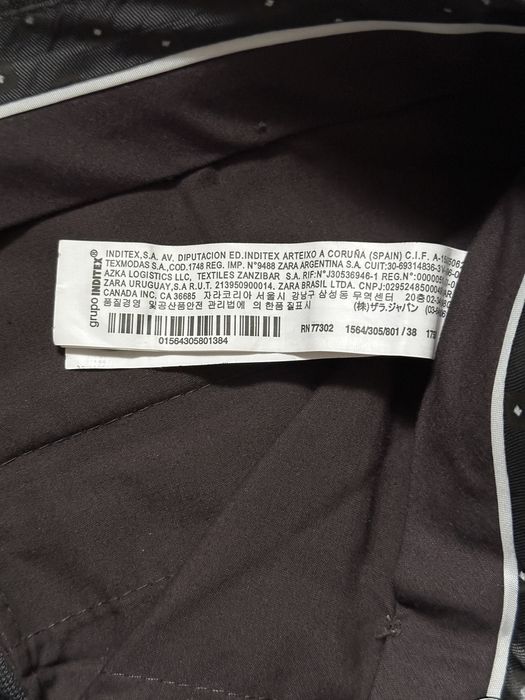 grupo INDITEX®
INDITEX,S.A. AV. DIPUTACION ED.INDITEX ARTEIXO A CORUÑA (SPAIN) C.I.F.
TEXMODAS S.A.,COD.1748 REG. IMP. N°9488 ZARA ARGENTINA S.A. CUIT:30-69314836-3
AZKA LOGISTICS LLC, TEXTILES ZANZIBAR S.A. RIF:N°J30536946-1 REG.N°:
ZARA URUGUAY,S.A R.U.T. 213950900014. ZARA BRASIL LTDA. CNPJ:
CANADA INC, CA 36685 자라코리아 서울시 강남구 삼성동 무역센터 20층
품질경영 및공산품안전 관리법에 의한품질표시 (株)ザラ.ジャパン
01564305801384
RN 77302 1564/305/801 / 38